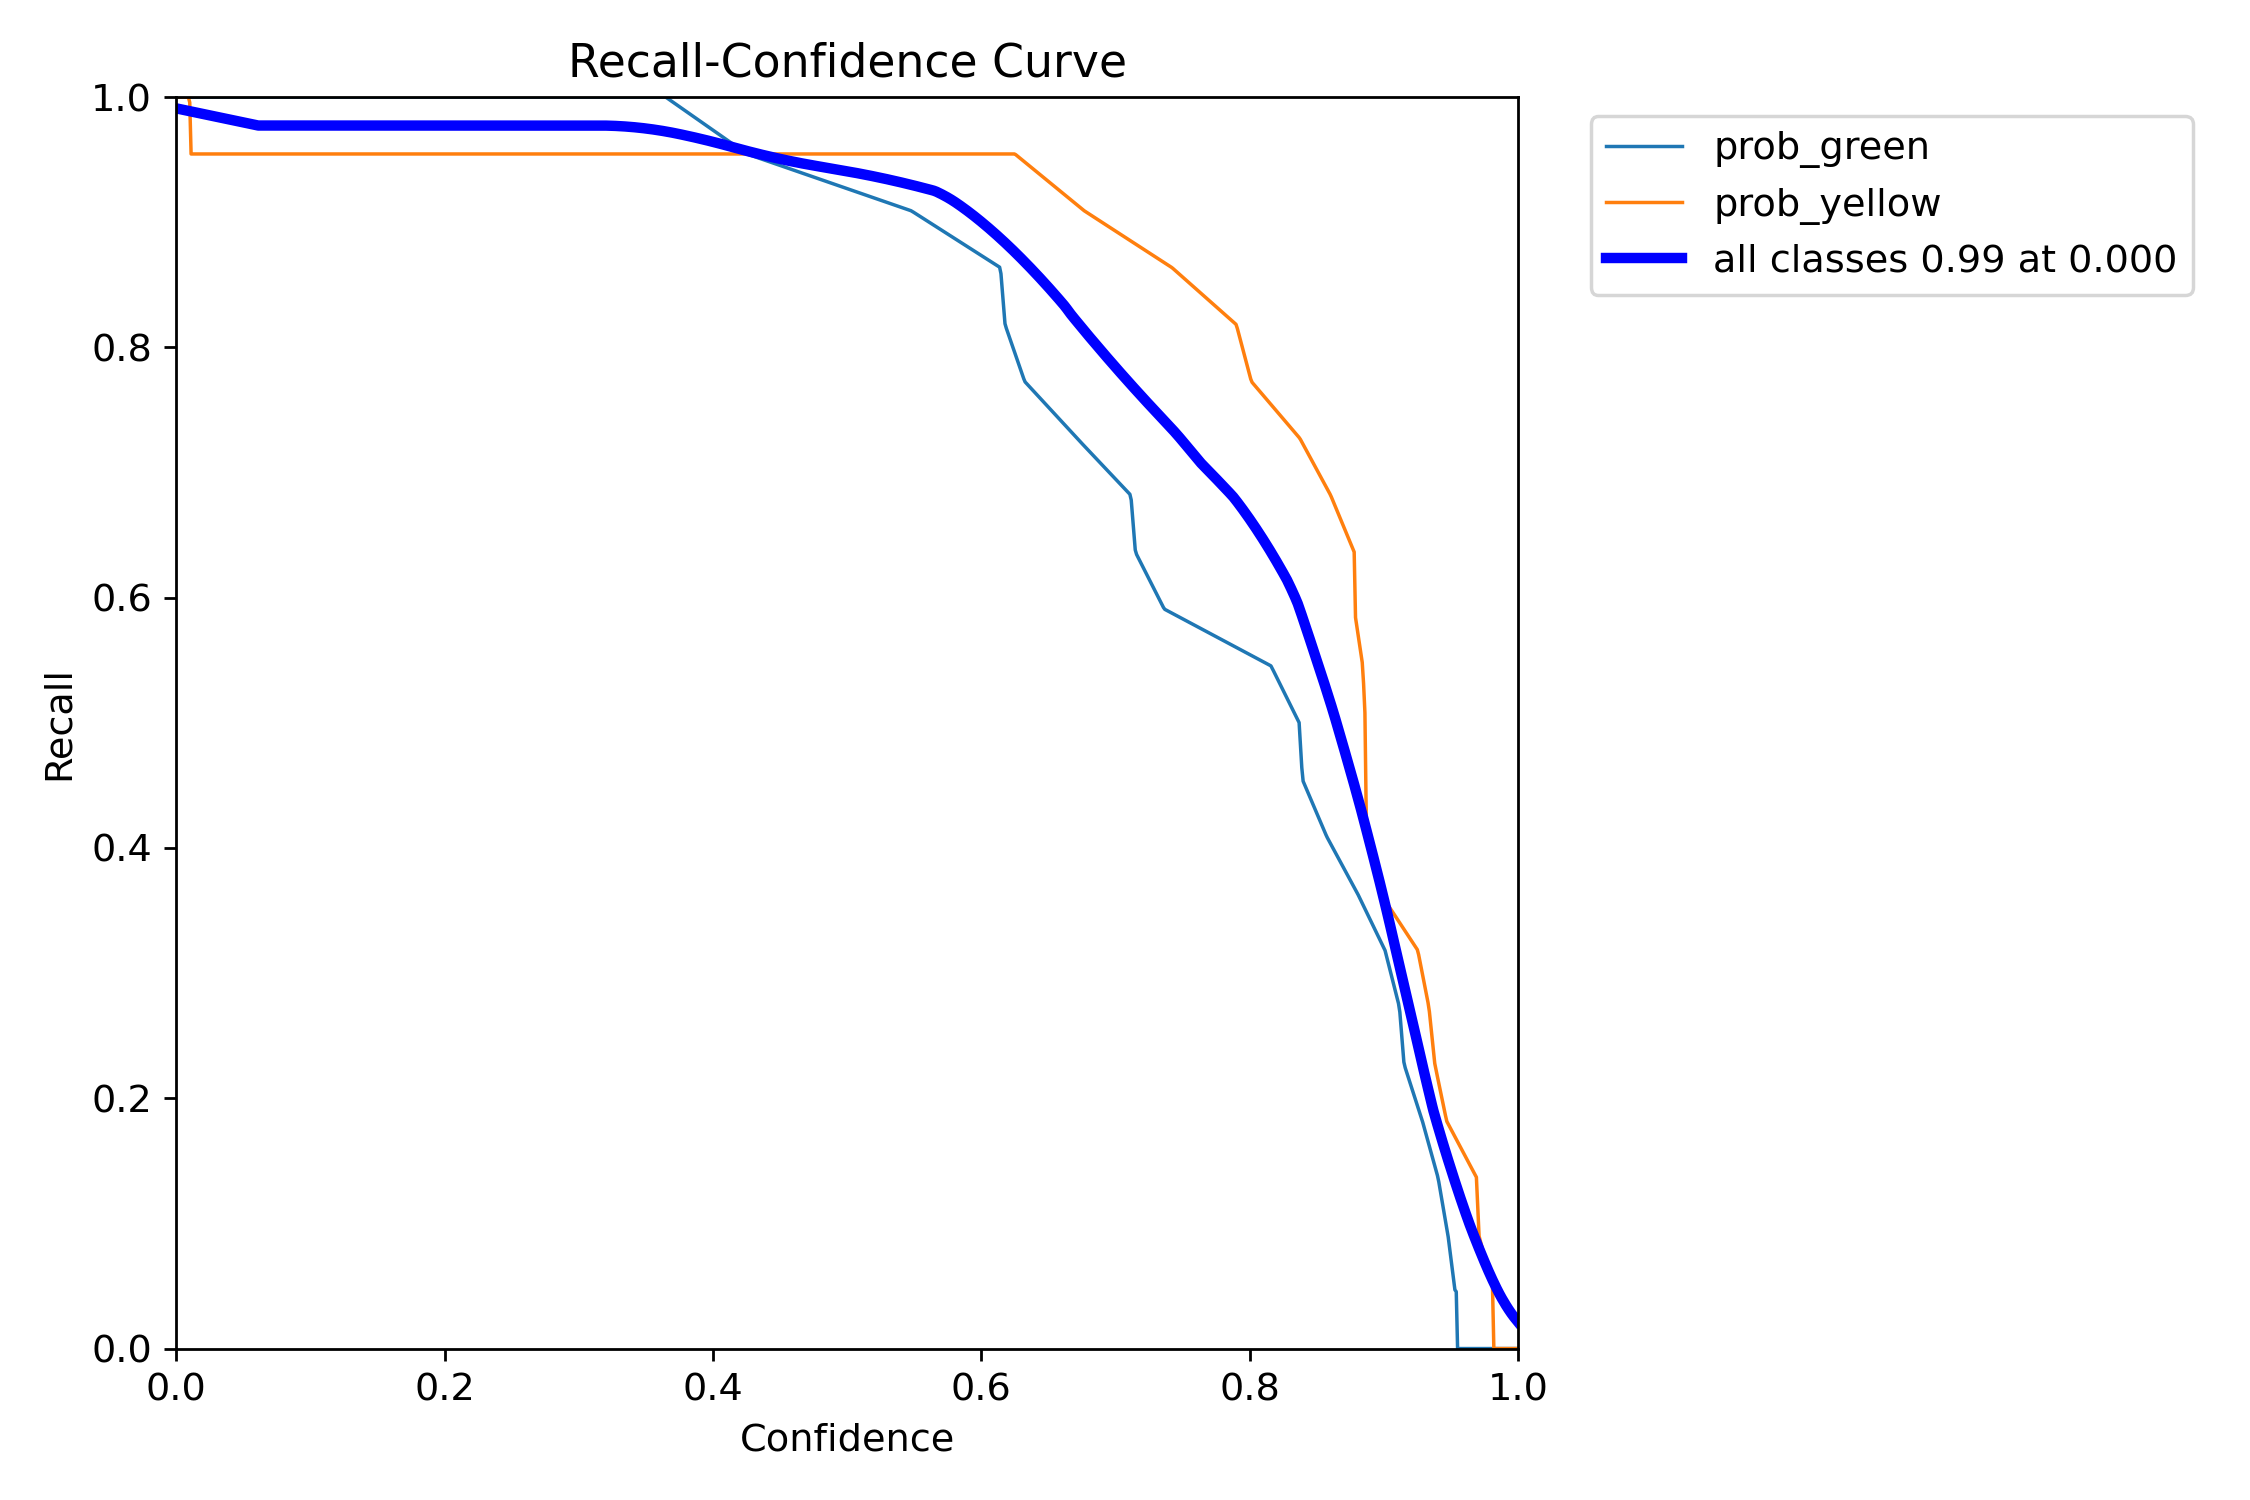 Recall-Confidence Curve
1.0
0.8
0.6
0.4
0.2
0.0
Recall
0.0 0.2 0.4 0.6 0.8 1.0
Confidence
prob_green
prob_yellow
all classes 0.99 at 0.000